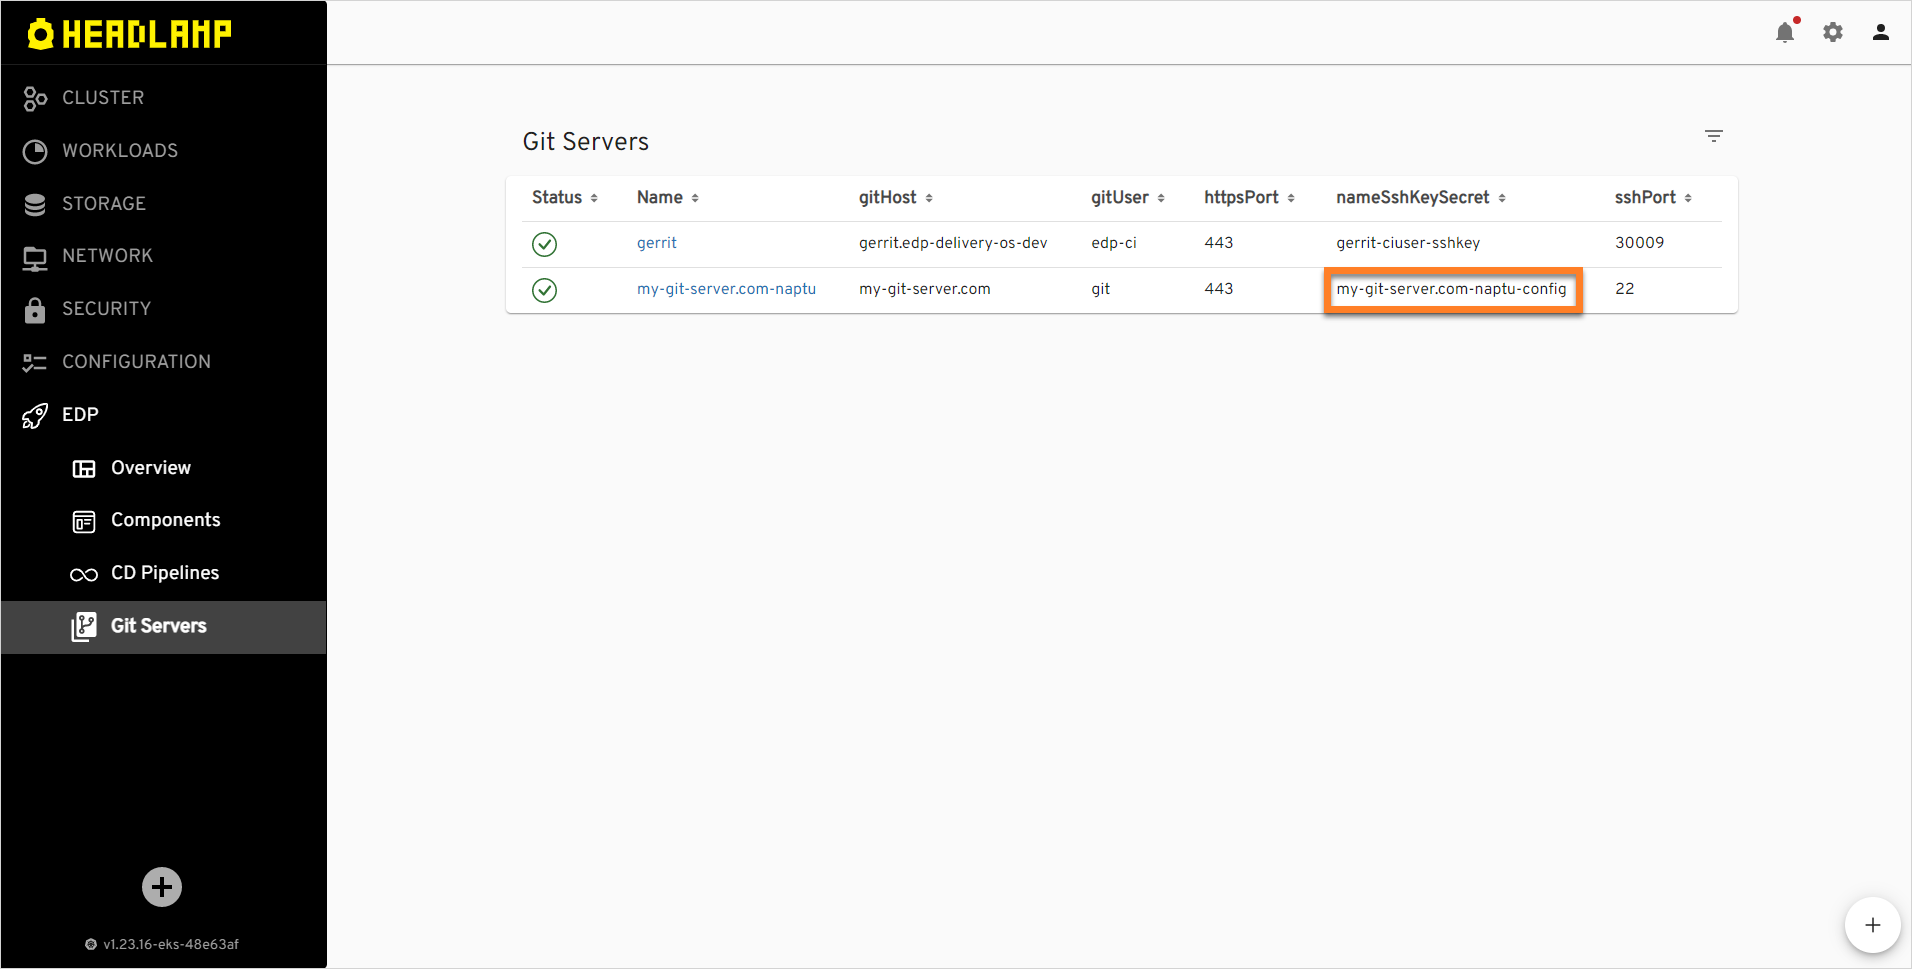 HEADLAMP
CLUSTER
WORKLOADS
STORAGE
NETWORK
SECURITY
CONFIGURATION
EDP
Overview
Components
CD Pipelines
Git Servers
v1.23.16-eks-48e63af
Git Servers
Status Name gitHost gitUser httpsPort nameSshKeySecret sshPort
gerrit gerrit.edp-delivery-os-dev edp-ci 443 gerrit-ciuser-sshkey 30009
my-git-server.com-naptu my-git-server.com git 443 my-git-server.com-naptu-config 22